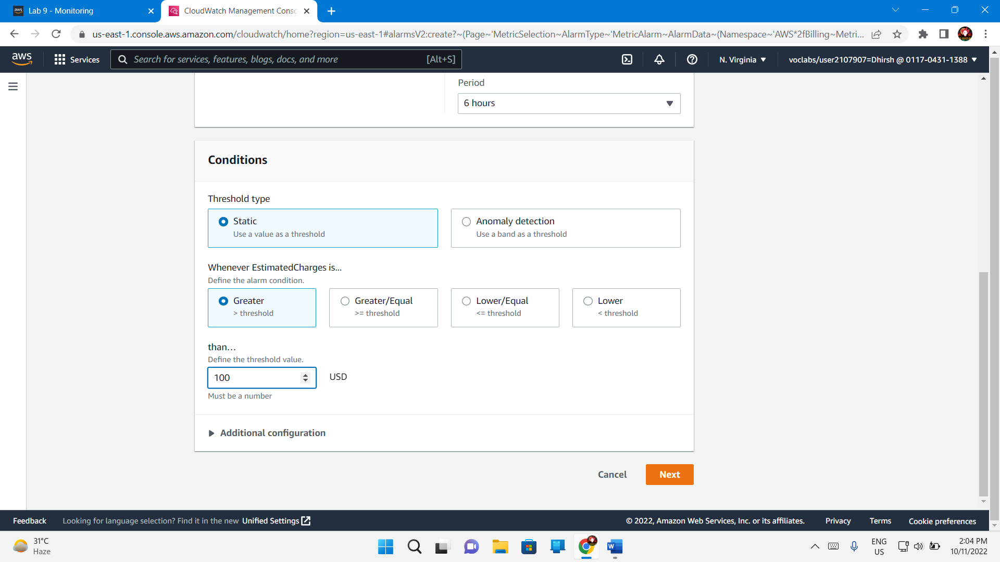 Lab 9 - Monitoring
CloudWatch Management Conso
us-east-1.console.aws.amazon.com/cloudwatch/home?region=us-east-1#alarmsV2:create?~(Page~'MetricSelection~AlarmType~'MetricAlarm~AlarmData~(Namespace~'AWS*2fBilling~Metri...
aws
Services
Search for services, features, blogs, docs, and more
[Alt+S]
N. Virginia
voclabs/user2107907=Dhirsh @ 0117-0431-1388
Period
6 hours
Conditions
Threshold type
Static
Use a value as a threshold
Anomaly detection
Use a band as a threshold
Whenever EstimatedCharges is...
Define the alarm condition.
Greater
> threshold
Greater/Equal
>= threshold
Lower/Equal
<= threshold
Lower
< threshold
than...
Define the threshold value.
100
USD
Must be a number
Additional configuration
Cancel
Next
Feedback
Looking for language selection? Find it in the new Unified Settings
© 2022, Amazon Web Services, Inc. or its affiliates.
Privacy
Terms
Cookie preferences
31°C
Haze
ENG
US
2:04 PM
10/11/2022